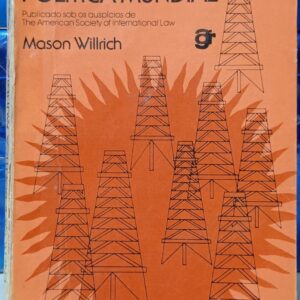 POLÍTICA MUNDIAL
Publicado sob os auspícios de
The American Society of International Law
Mason Willrich